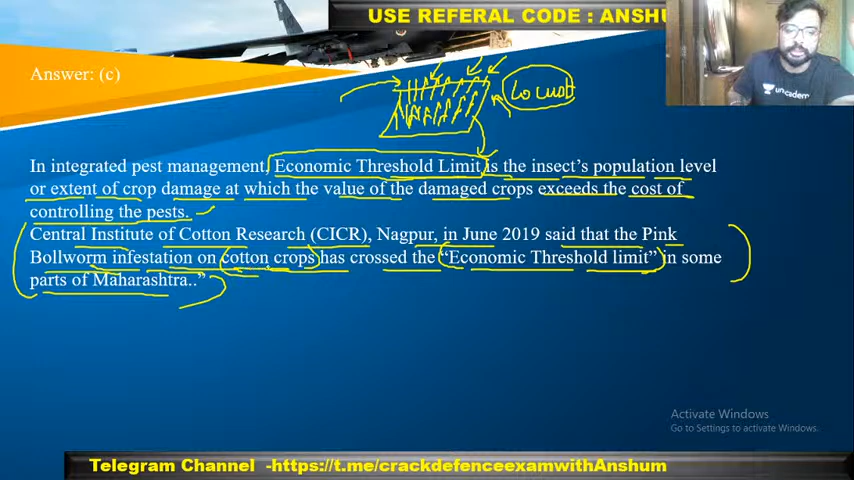 USE REFERAL CODE : ANSHU
unacademy
Answer: (c)
Locust
In integrated pest management, Economic Threshold Limit is the insect's population level
or extent of crop damage at which the value of the damaged crops exceeds the cost of
controlling the pests.
Central Institute of Cotton Research (CICR), Nagpur, in June 2019 said that the Pink
Bollworm infestation on cotton crops has crossed the “Economic Threshold limit” in some
parts of Maharashtra..”
Activate Windows
Go to Settings to activate Windows.
Telegram Channel -https://t.me/crackdefenceexamwithAnshum